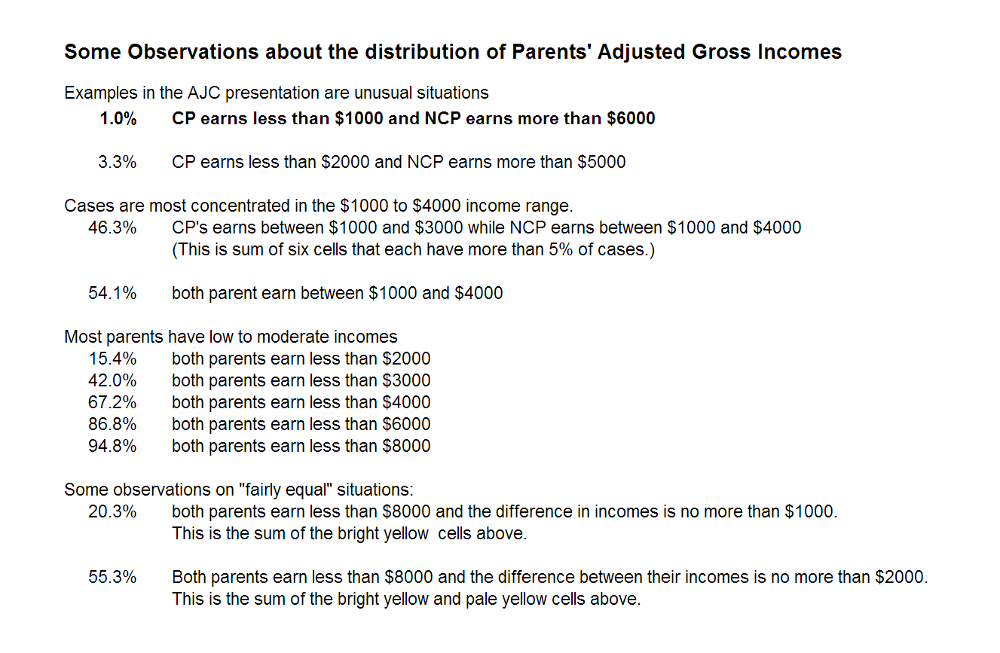 Some Observations about the distribution of Parents' Adjusted Gross Incomes
Examples in the AJC presentation are unusual situations
1.0% CP earns less than $1000 and NCP earns more than $6000
3.3% CP earns less than $2000 and NCP earns more than $5000
Cases are most concentrated in the $1000 to $4000 income range.
46.3% CP's earns between $1000 and $3000 while NCP earns between $1000 and $4000
(This is sum of six cells that each have more than 5% of cases.)
54.1% both parent earn between $1000 and $4000
Most parents have low to moderate incomes
15.4% both parents earn less than $2000
42.0% both parents earn less than $3000
67.2% both parents earn less than $4000
86.8% both parents earn less than $6000
94.8% both parents earn less than $8000
Some observations on "fairly equal" situations:
20.3% both parents earn less than $8000 and the difference in incomes is no more than $1000.
This is the sum of the bright yellow  cells above.
55.3% Both parents earn less than $8000 and the difference between their incomes is no more than $2000.
This is the sum of the bright yellow and pale yellow cells above.